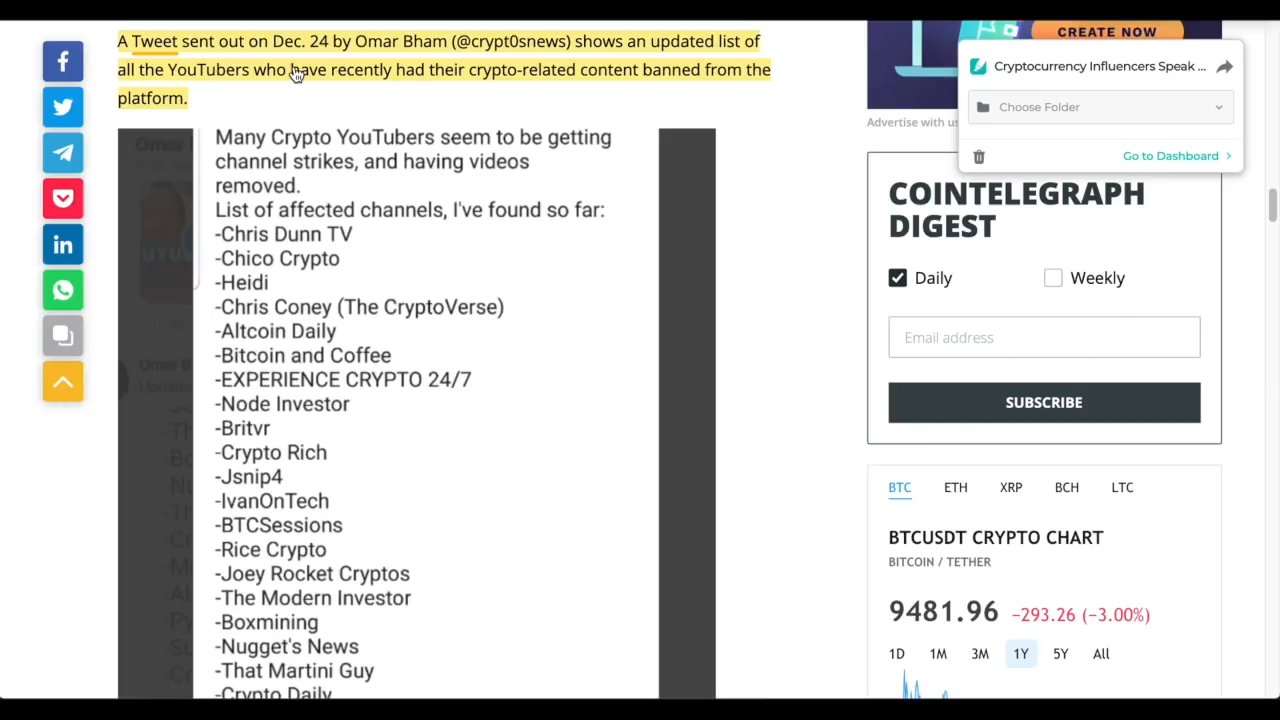 A Tweet sent out on Dec. 24 by Omar Bham (@crypt0snews) shows an updated list of
all the YouTubers who have recently had their crypto-related content banned from the
platform.
Many Crypto YouTubers seem to be getting
channel strikes, and having videos
removed.
List of affected channels, I've found so far:
-Chris Dunn TV
-Chico Crypto
-Heidi
-Chris Coney (The CryptoVerse)
-Altcoin Daily
-Bitcoin and Coffee
-EXPERIENCE CRYPTO 24/7
-Node Investor
-Britvr
-Crypto Rich
-Jsnip4
-IvanOnTech
-BTCSessions
-Rice Crypto
-Joey Rocket Cryptos
-The Modern Investor
-Boxmining
-Nugget's News
-That Martini Guy
-Crypto Daily
CREATE NOW
Cryptocurrency Influencers Speak ...
Choose Folder
Go to Dashboard
Advertise with us
COINTELEGRAPH
DIGEST
Daily Weekly
Email address
SUBSCRIBE
BTC ETH XRP BCH LTC
BTCUSDT CRYPTO CHART
BITCOIN / TETHER
9481.96 −293.26 (−3.00%)
1D 1M 3M 1Y 5Y All